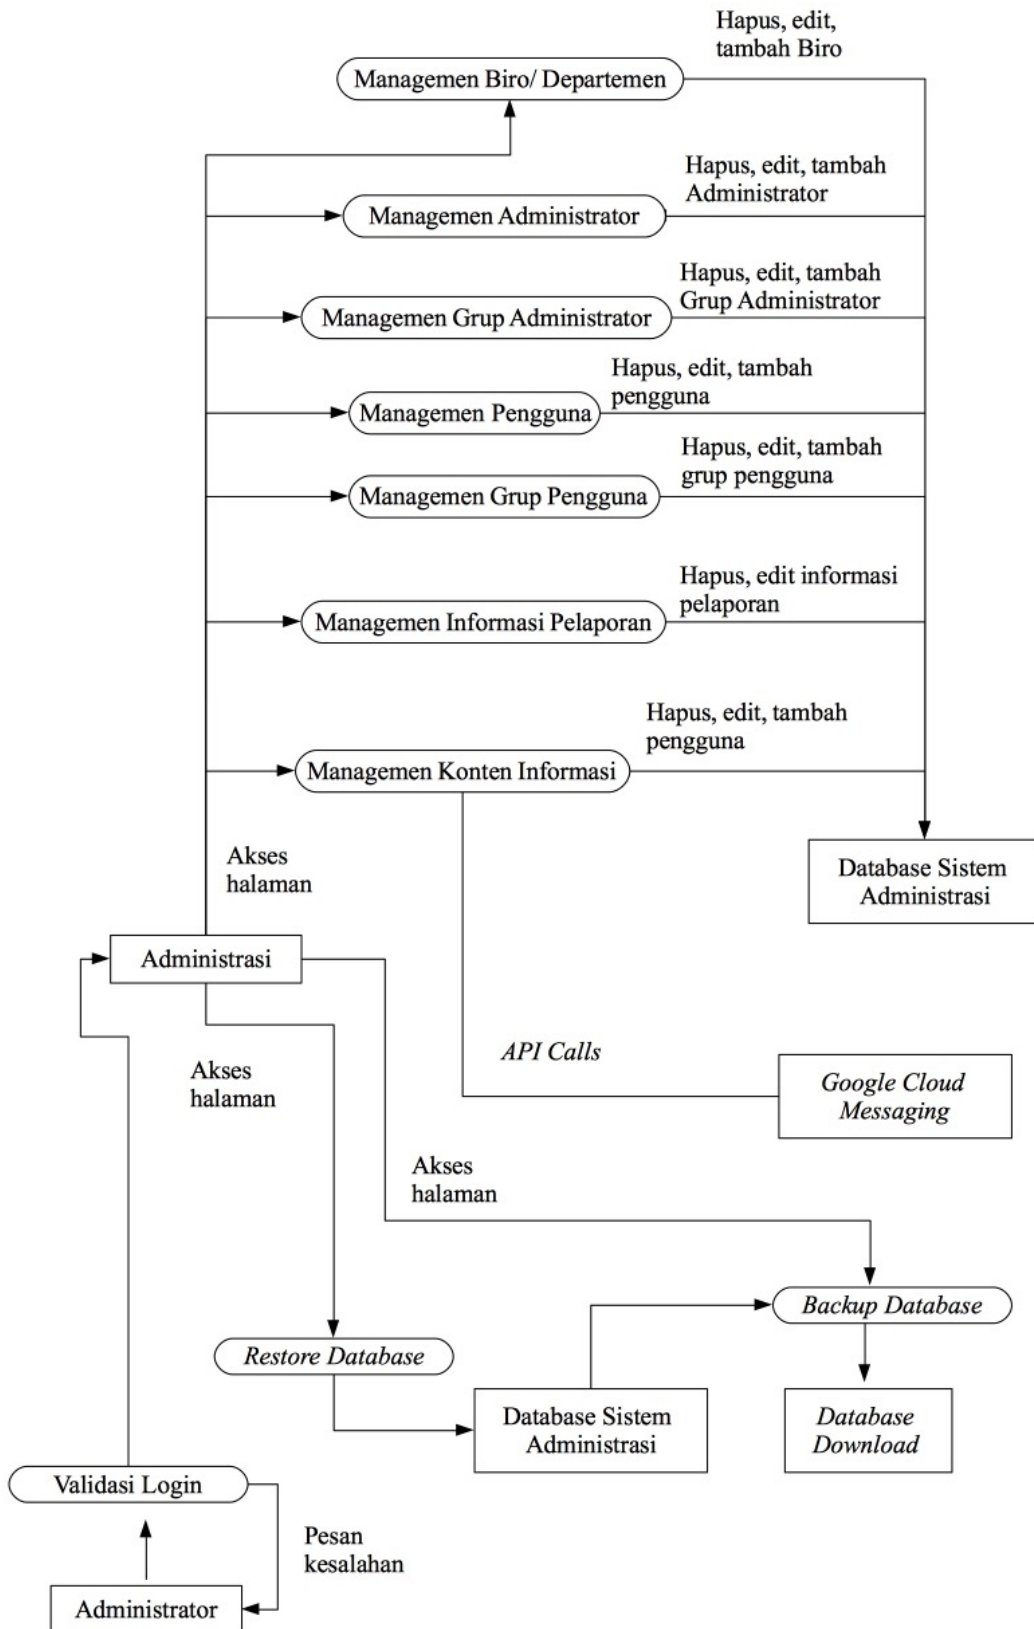 Hapus, edit,
tambah Biro
Managemen Biro/ Departemen
Hapus, edit, tambah
Administrator
Managemen Administrator
Hapus, edit, tambah
Grup Administrator
Managemen Grup Administrator
Hapus, edit, tambah
pengguna
Managemen Pengguna
Hapus, edit, tambah
grup pengguna
Managemen Grup Pengguna
Hapus, edit informasi
pelaporan
Managemen Informasi Pelaporan
Hapus, edit, tambah
pengguna
Managemen Konten Informasi
Akses
halaman
Database Sistem
Administrasi
Administrasi
Akses
halaman
API Calls
Google Cloud
Messaging
Akses
halaman
Backup Database
Restore Database
Database Sistem
Administrasi
Database
Download
Validasi Login
Pesan
kesalahan
Administrator